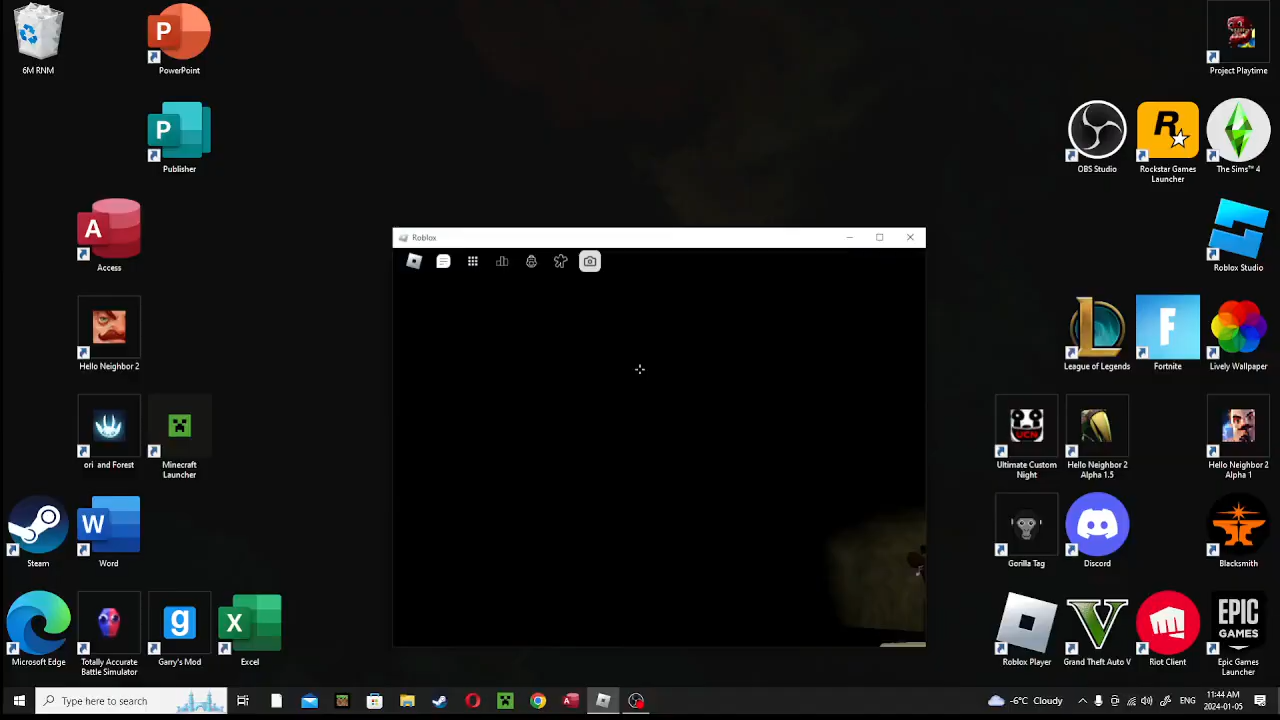 6M RNM
PowerPoint
Publisher
Access
Hello Neighbor 2
ori and Forest
Minecraft
Launcher
Steam
Word
Microsoft Edge
Totally Accurate
Battle Simulator
Garry's Mod
Excel
Roblox
Project Playtime
OBS Studio
Rockstar Games
Launcher
The Sims™ 4
Roblox Studio
League of Legends
Fortnite
Lively Wallpaper
UCN
Ultimate Custom
Night
Hello Neighbor 2
Alpha 1.5
Hello Neighbor 2
Alpha 1
Gorilla Tag
Discord
Blacksmith
Roblox Player
Grand Theft Auto V
Riot Client
EPIC
GAMES
Epic Games
Launcher
Type here to search
-6°C Cloudy
ENG
11:44 AM
2024-01-05